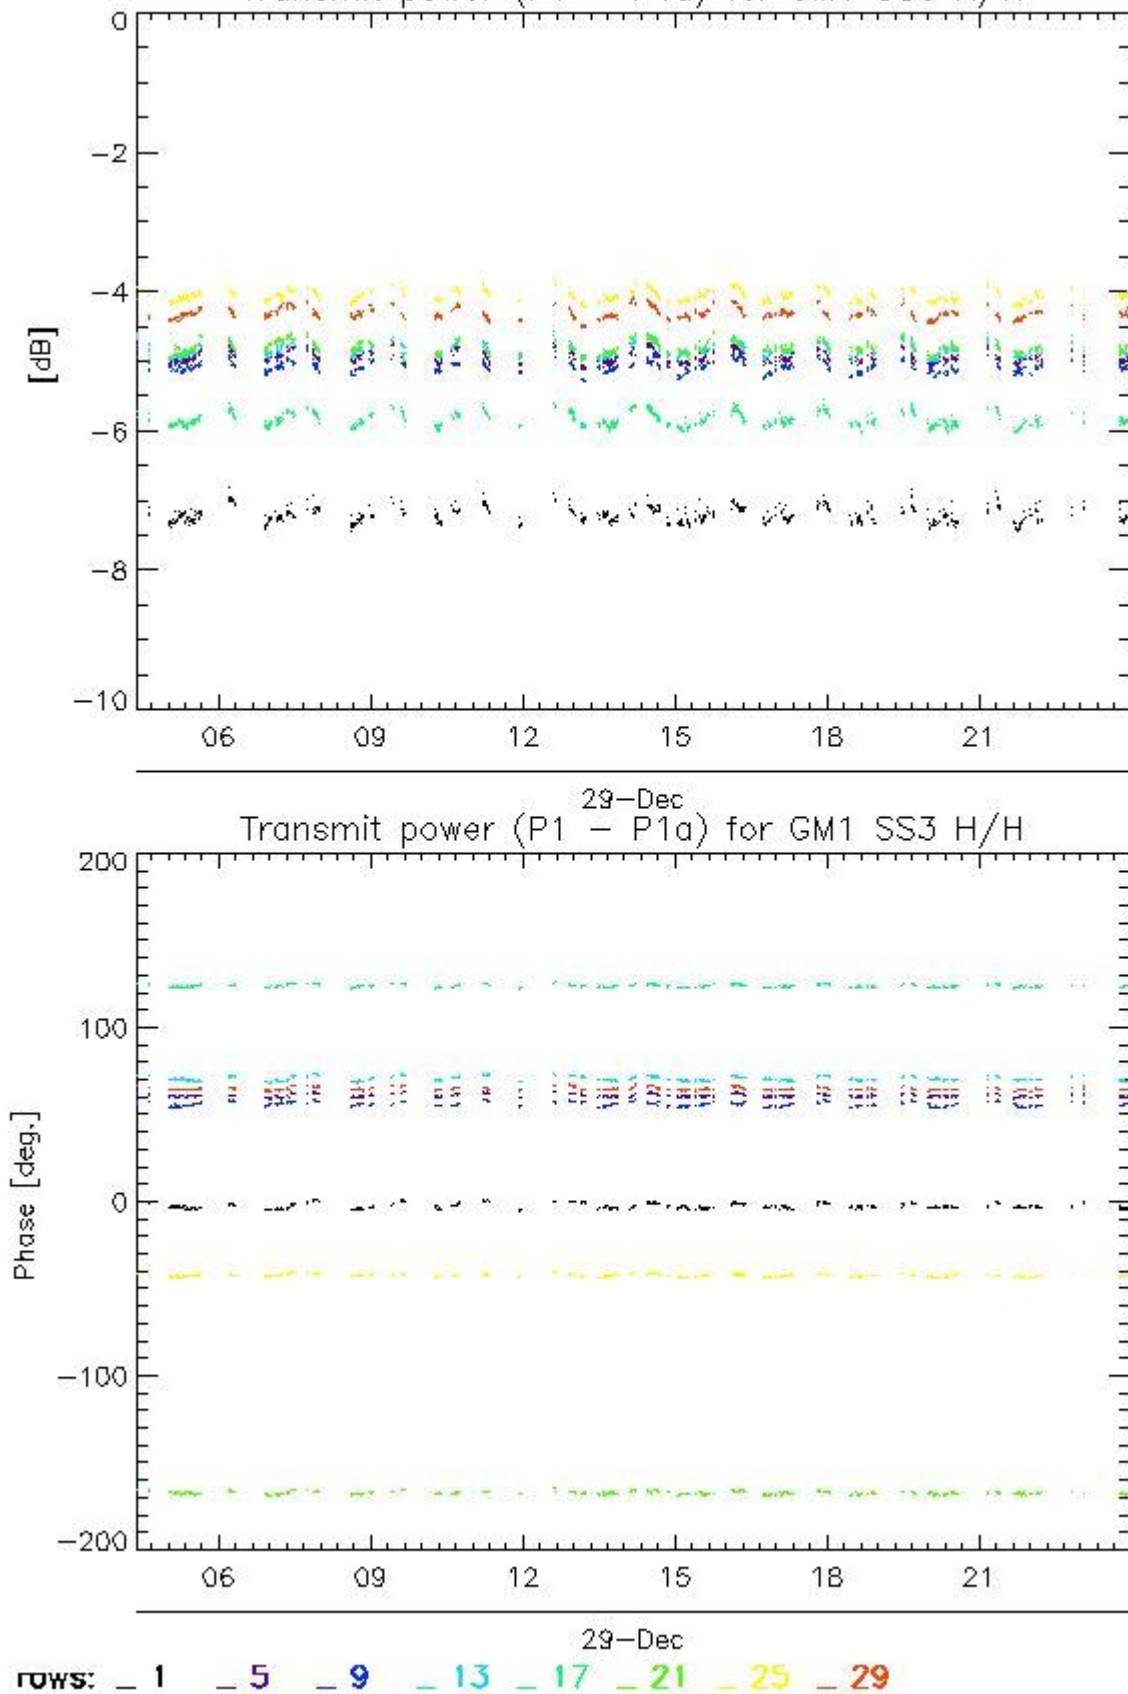 0
-2
-4
[dB]
-6
-8
-10
06 09 12 15 18 21
29-Dec
Transmit power (P1 - P1a) for GM1 SS3 H/H
200
100
0
Phase [deg.]
-100
-200
06 09 12 15 18 21
29-Dec
rows: _ 1 _ 5 _ 9 _ 13 _ 17 _ 21 _ 25 _ 29